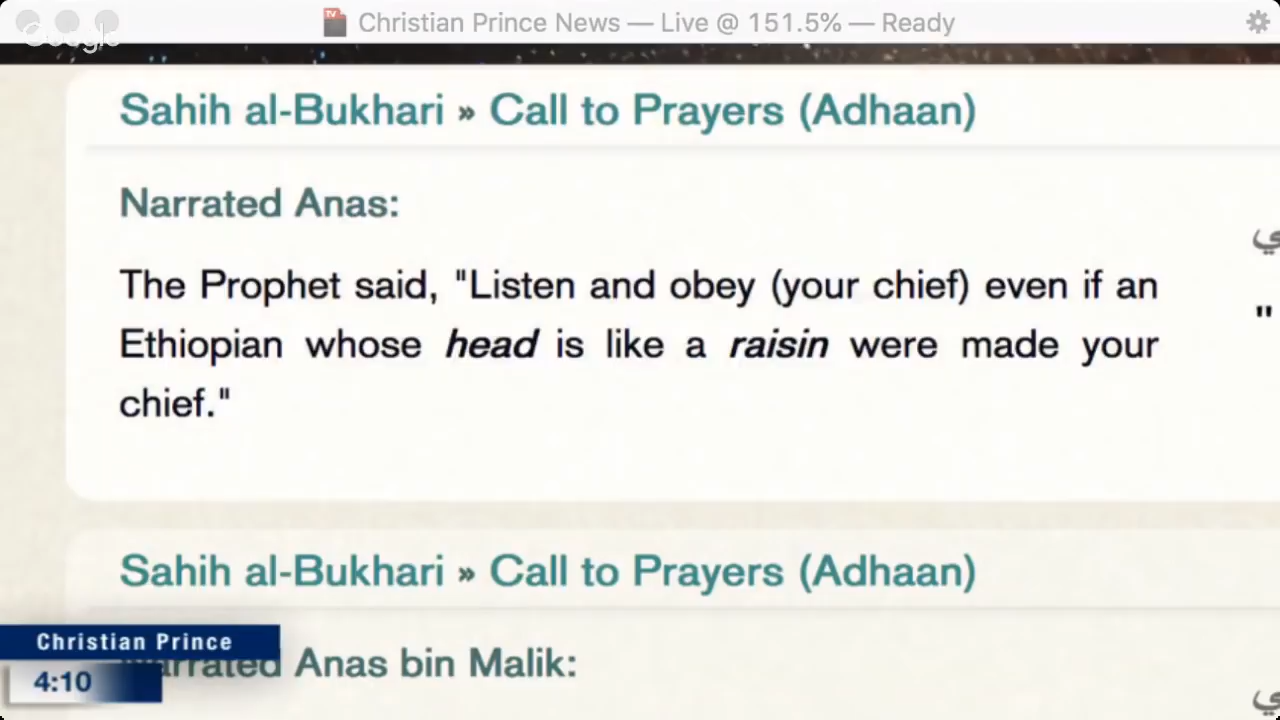 Christian Prince News — Live @ 151.5% — Ready
Google
Sahih al-Bukhari » Call to Prayers (Adhaan)
Narrated Anas:
The Prophet said, "Listen and obey (your chief) even if an
Ethiopian whose head is like a raisin were made your
chief."
"
Sahih al-Bukhari » Call to Prayers (Adhaan)
Christian Prince
Narrated Anas bin Malik:
4:10